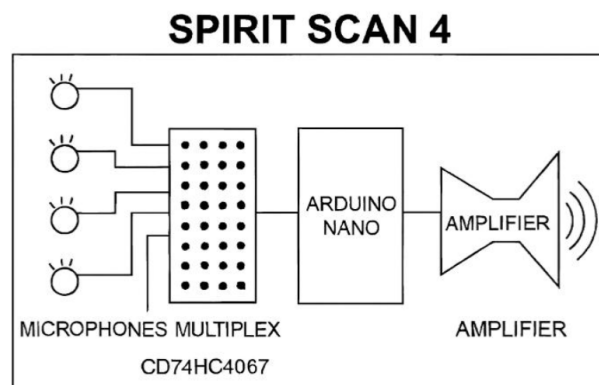 SPIRIT SCAN 4
ARDUINO
NANO
AMPLIFIER
MICROPHONES MULTIPLEX
AMPLIFIER
CD74HC4067